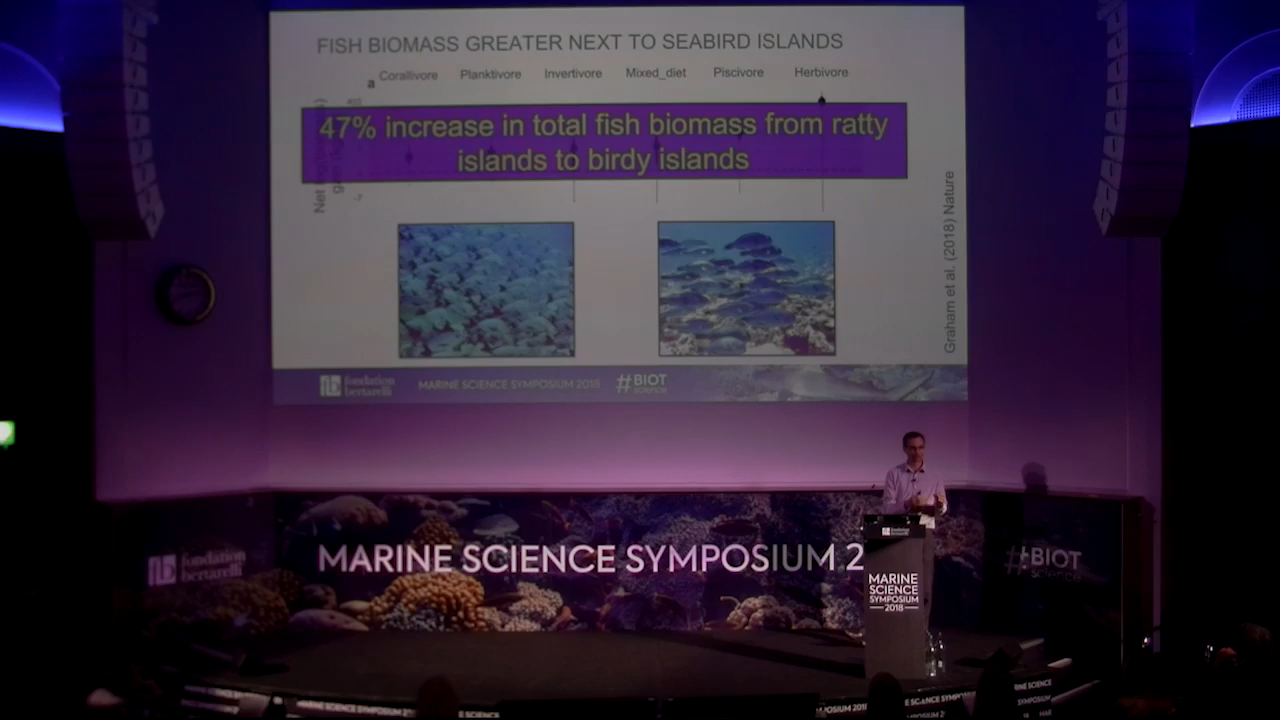 FISH BIOMASS GREATER NEXT TO SEABIRD ISLANDS
Corallivore Planktivore Invertivore Mixed_diet Piscivore Herbivore
a
47% increase in total fish biomass from ratty
islands to birdy islands
Net
-7
Graham et al. (2018) Nature
fondation
bertarelli
MARINE SCIENCE SYMPOSIUM 2018
#BIOT
science
fondation
bertarelli
MARINE SCIENCE SYMPOSIUM 2
#BIOT
science
MARINE
SCIENCE
SYMPOSIUM
2018